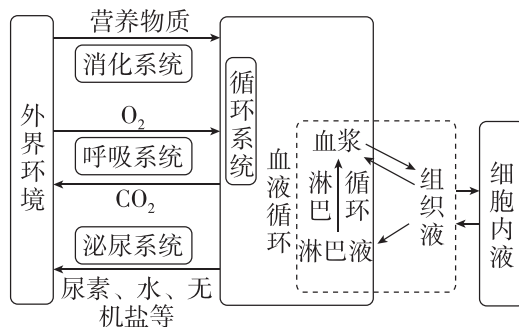 营养物质
消化系统
O₂
呼吸系统
CO₂
泌尿系统
尿素、水、无
机盐等
外界环境
循环系统
血液循环
血浆
淋巴循环
淋巴液
组织液
细胞内液